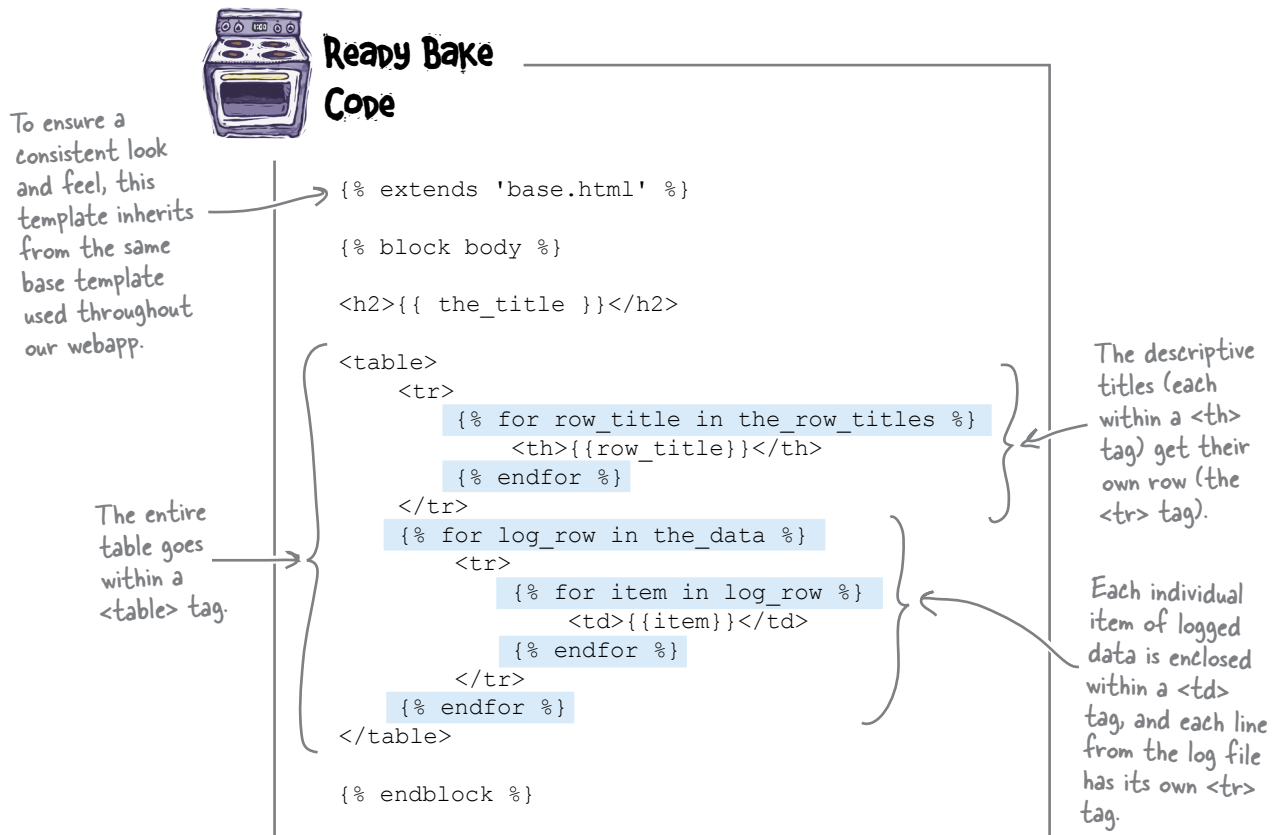 Ready Bake
Code
To ensure a
consistent look
and feel, this
template inherits
from the same
base template
used throughout
our webapp.
{% extends 'base.html' %}
{% block body %}
<h2>{{ the_title }}</h2>
<table>
<tr>
{% for row_title in the_row_titles %}
<th>{{row_title}}</th>
{% endfor %}
</tr>
{% for log_row in the_data %}
<tr>
{% for item in log_row %}
<td>{{item}}</td>
{% endfor %}
</tr>
{% endfor %}
</table>
{% endblock %}
The entire
table goes
within a
<table> tag.
The descriptive
titles (each
within a <th>
tag) get their
own row (the
<tr> tag).
Each individual
item of logged
data is enclosed
within a <td>
tag, and each line
from the log file
has its own <tr>
tag.